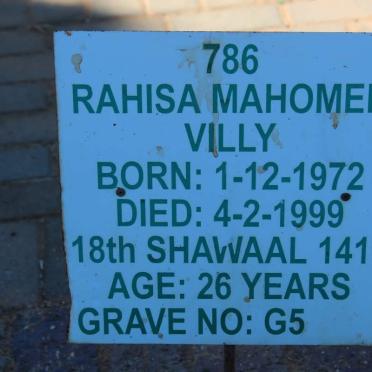 786
RAHISA MAHOMED
VILLY
BORN: 1-12-1972
DIED: 4-2-1999
18th SHAWAAL 141
AGE: 26 YEARS
GRAVE NO: G5